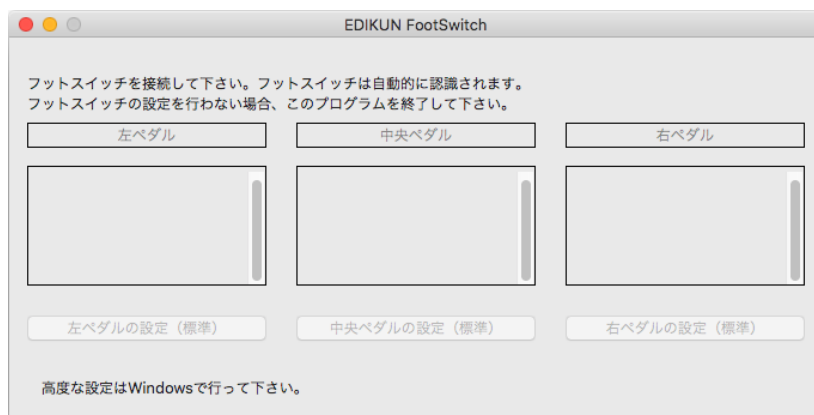 EDIKUN FootSwitch
フットスイッチを接続して下さい。フットスイッチは自動的に認識されます。
フットスイッチの設定を行わない場合、このプログラムを終了して下さい。
左ペダル
中央ペダル
右ペダル
左ペダルの設定（標準）
中央ペダルの設定（標準）
右ペダルの設定（標準）
高度な設定はWindowsで行って下さい。